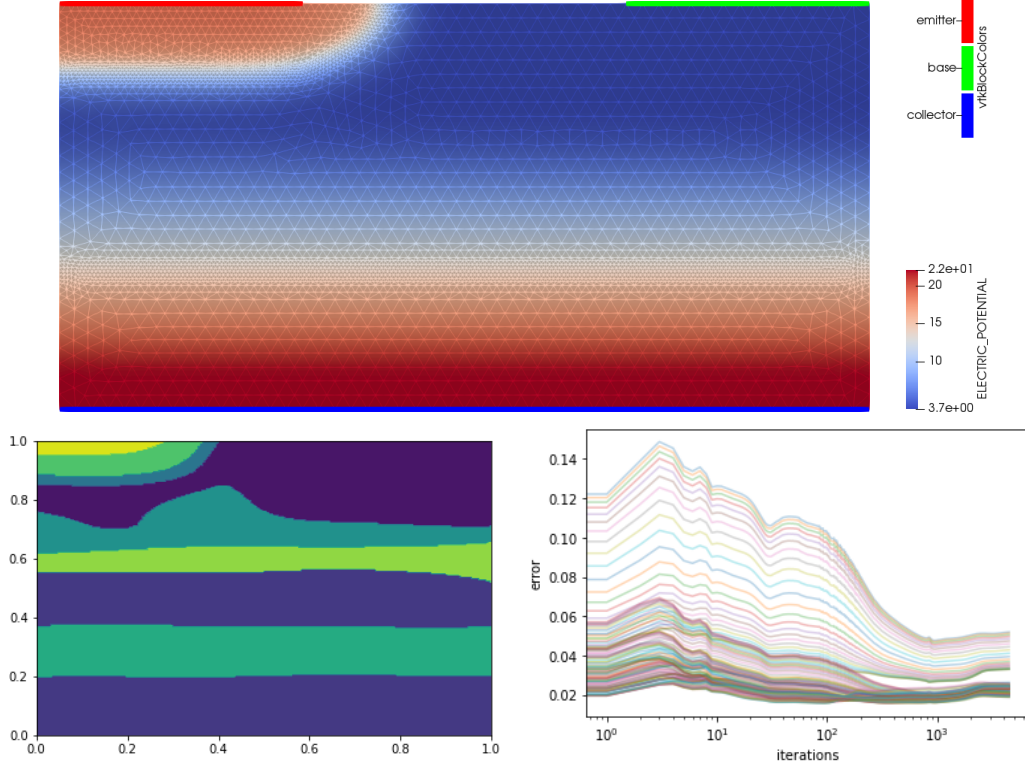 emitter
base
collector
vtkBlockColors
2.2e+01
20
15
10
3.7e+00
ELECTRIC_POTENTIAL
1.0
0.8
0.6
0.4
0.2
0.0
0.0 0.2 0.4 0.6 0.8 1.0
error
0.14
0.12
0.10
0.08
0.06
0.04
0.02
10⁰ 10¹ 10² 10³
iterations